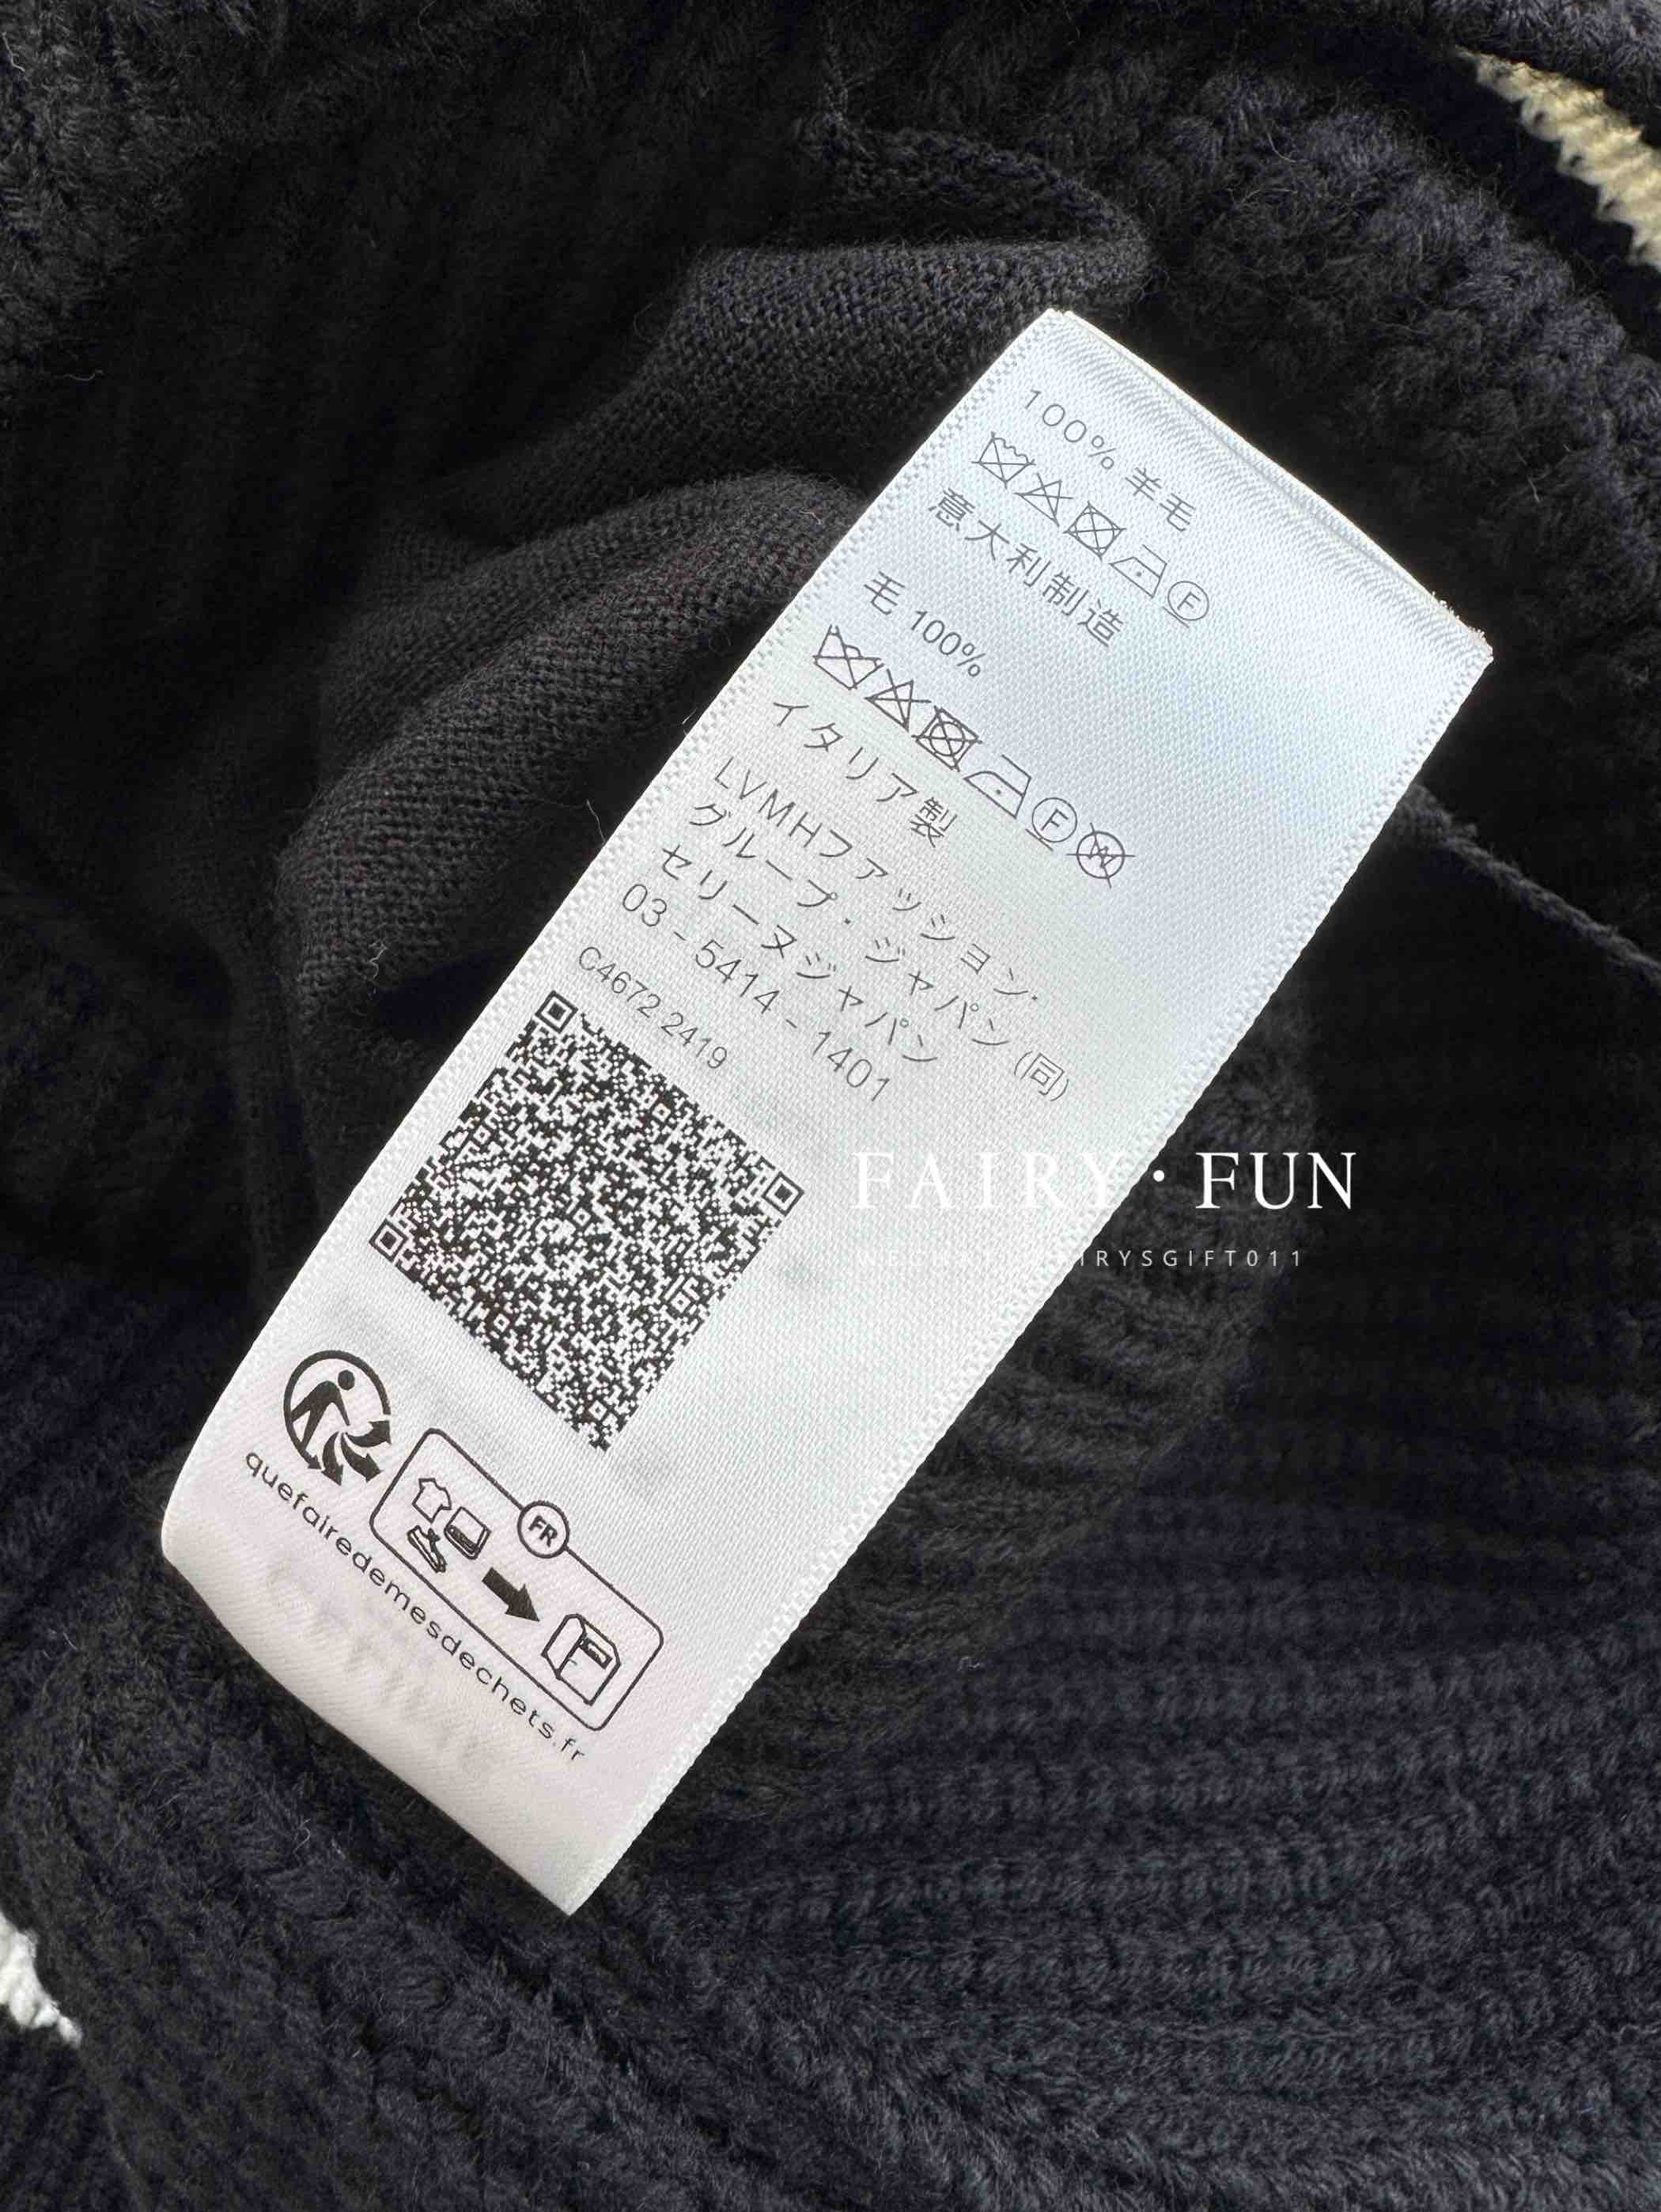 100% 羊毛
F
意大利制造
毛 100%
F W
イタリア製
LVMHファッション・
グループ・ジャパン (同)
セリーヌジャパン
03 - 5414 - 1401
C4672 2419
FAIRY・FUN
IRYSGIFT011
FR
quefairedemesdechets.fr